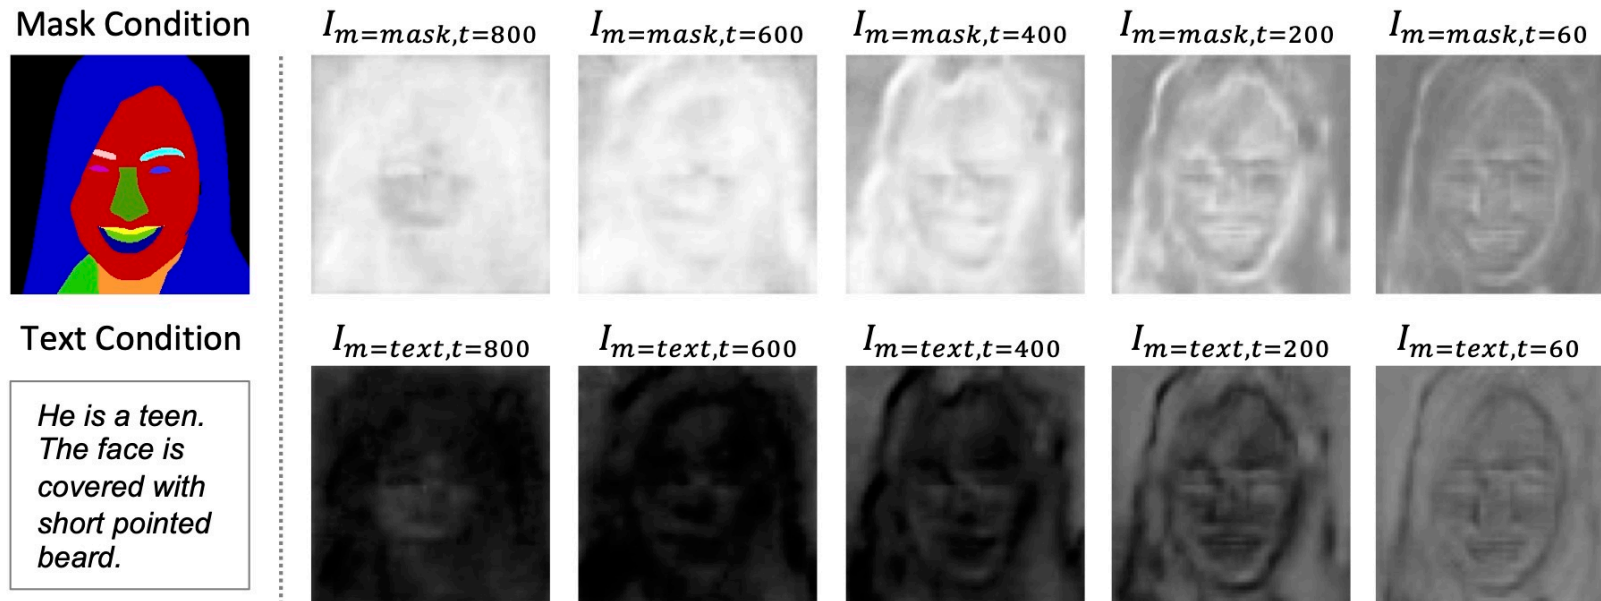 Mask Condition
I_{m=mask,t=800}
I_{m=mask,t=600}
I_{m=mask,t=400}
I_{m=mask,t=200}
I_{m=mask,t=60}
Text Condition
I_{m=text,t=800}
I_{m=text,t=600}
I_{m=text,t=400}
I_{m=text,t=200}
I_{m=text,t=60}
He is a teen.
The face is
covered with
short pointed
beard.